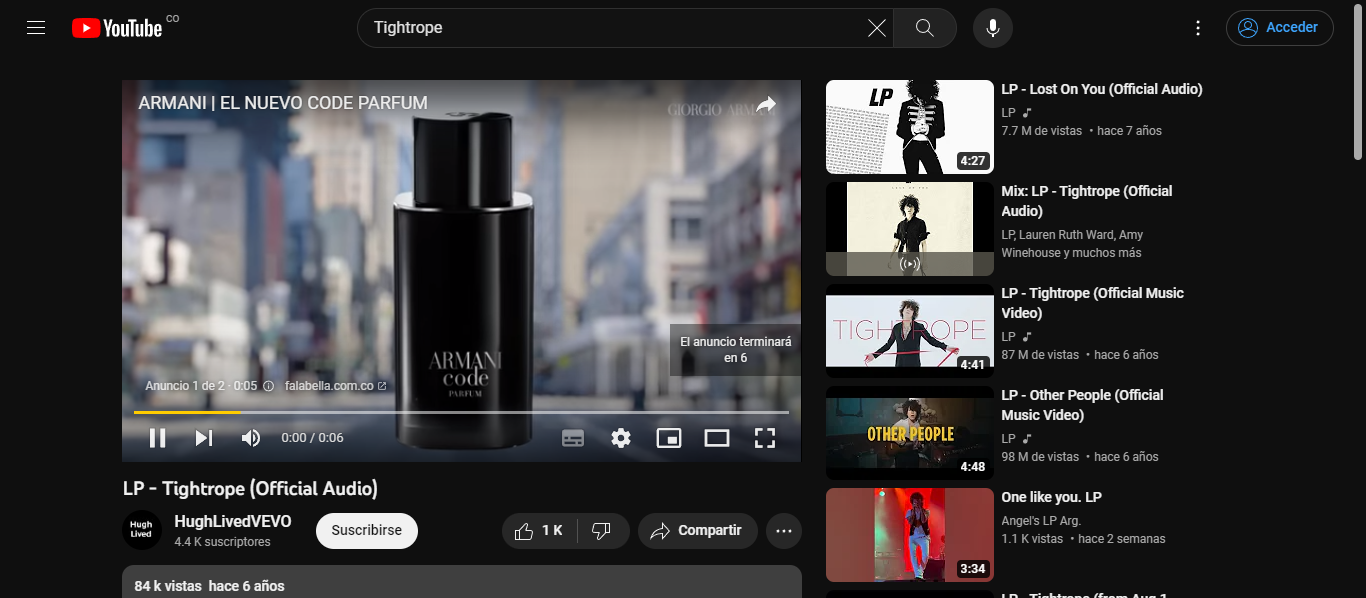 YouTube CO
Tightrope
Acceder
ARMANI | EL NUEVO CODE PARFUM
GIORGIO ARMANI
ARMANI
code
PARFUM
El anuncio terminará
en 6
Anuncio 1 de 2 · 0:05 falabella.com.co
0:00 / 0:06
LP - Tightrope (Official Audio)
Hugh
Lived
HughLivedVEVO
4.4 K suscriptores
Suscribirse
1 K
Compartir
84 k vistas hace 6 años
LP
4:27
LP - Lost On You (Official Audio)
LP
7.7 M de vistas • hace 7 años
Mix: LP - Tightrope (Official
Audio)
LP, Lauren Ruth Ward, Amy
Winehouse y muchos más
TIGHTROPE
4:41
LP - Tightrope (Official Music
Video)
LP
87 M de vistas • hace 6 años
OTHER PEOPLE
4:48
LP - Other People (Official
Music Video)
LP
98 M de vistas • hace 6 años
3:34
One like you. LP
Angel's LP Arg.
1.1 K vistas • hace 2 semanas
LP - Tightrope (from Aug 1